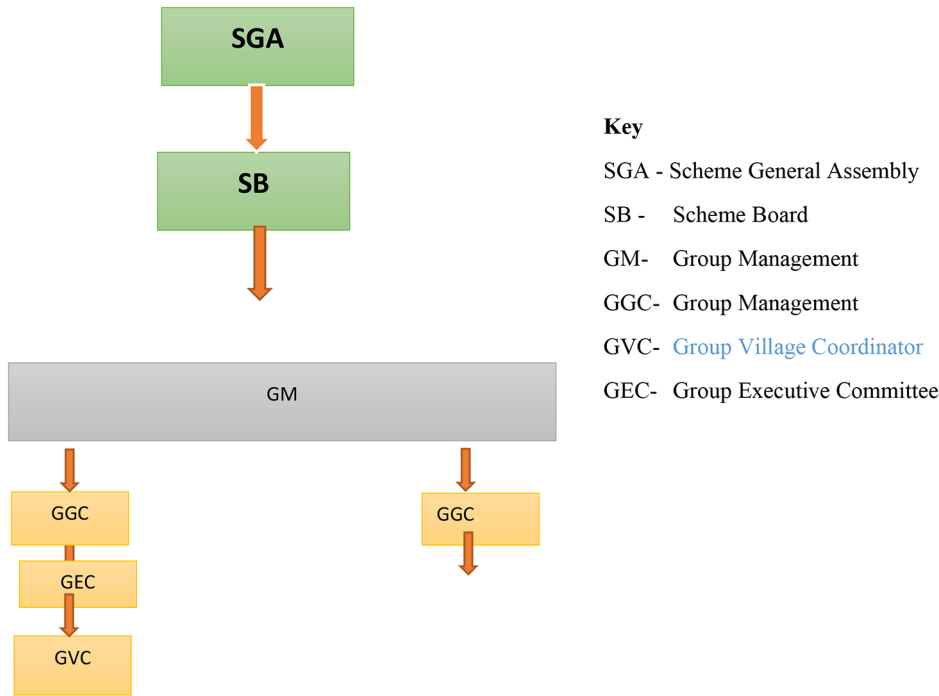 SGA
SB
GM
GGC
GGC
GEC
GVC
Key
SGA - Scheme General Assembly
SB - Scheme Board
GM- Group Management
GGC- Group Management
GVC- Group Village Coordinator
GEC- Group Executive Committee